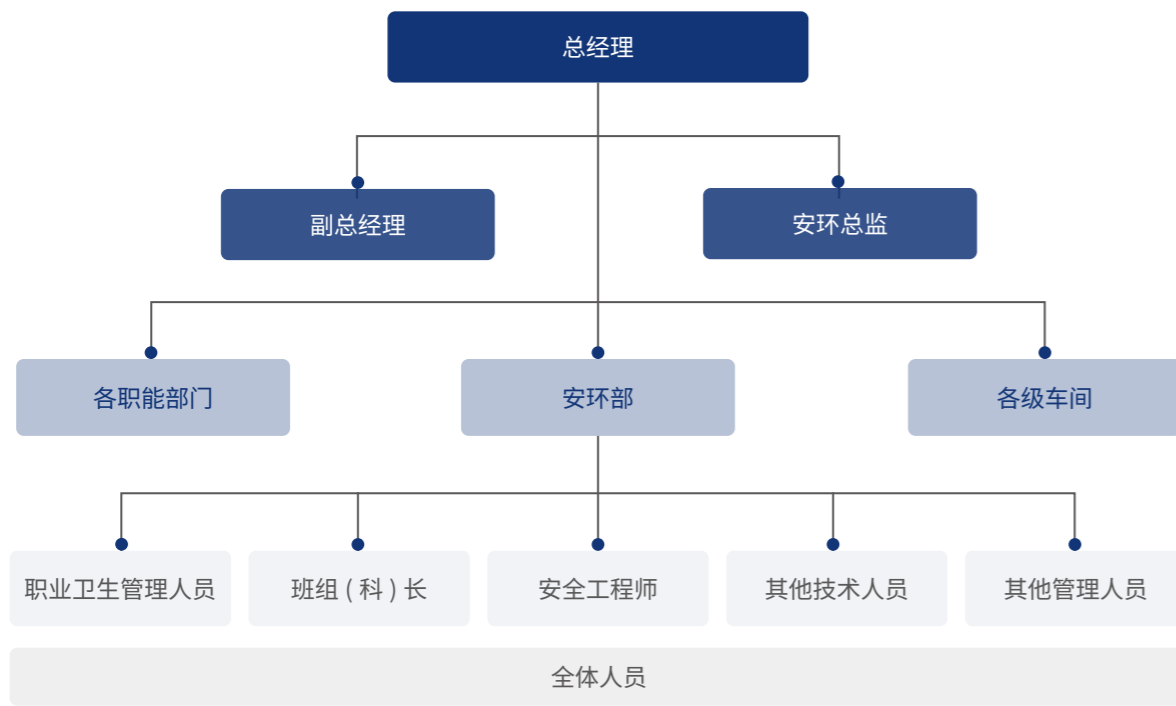 总经理
副总经理
安环总监
各职能部门
安环部
各级车间
职业卫生管理人员
班组 ( 科 ) 长
安全工程师
其他技术人员
其他管理人员
全体人员